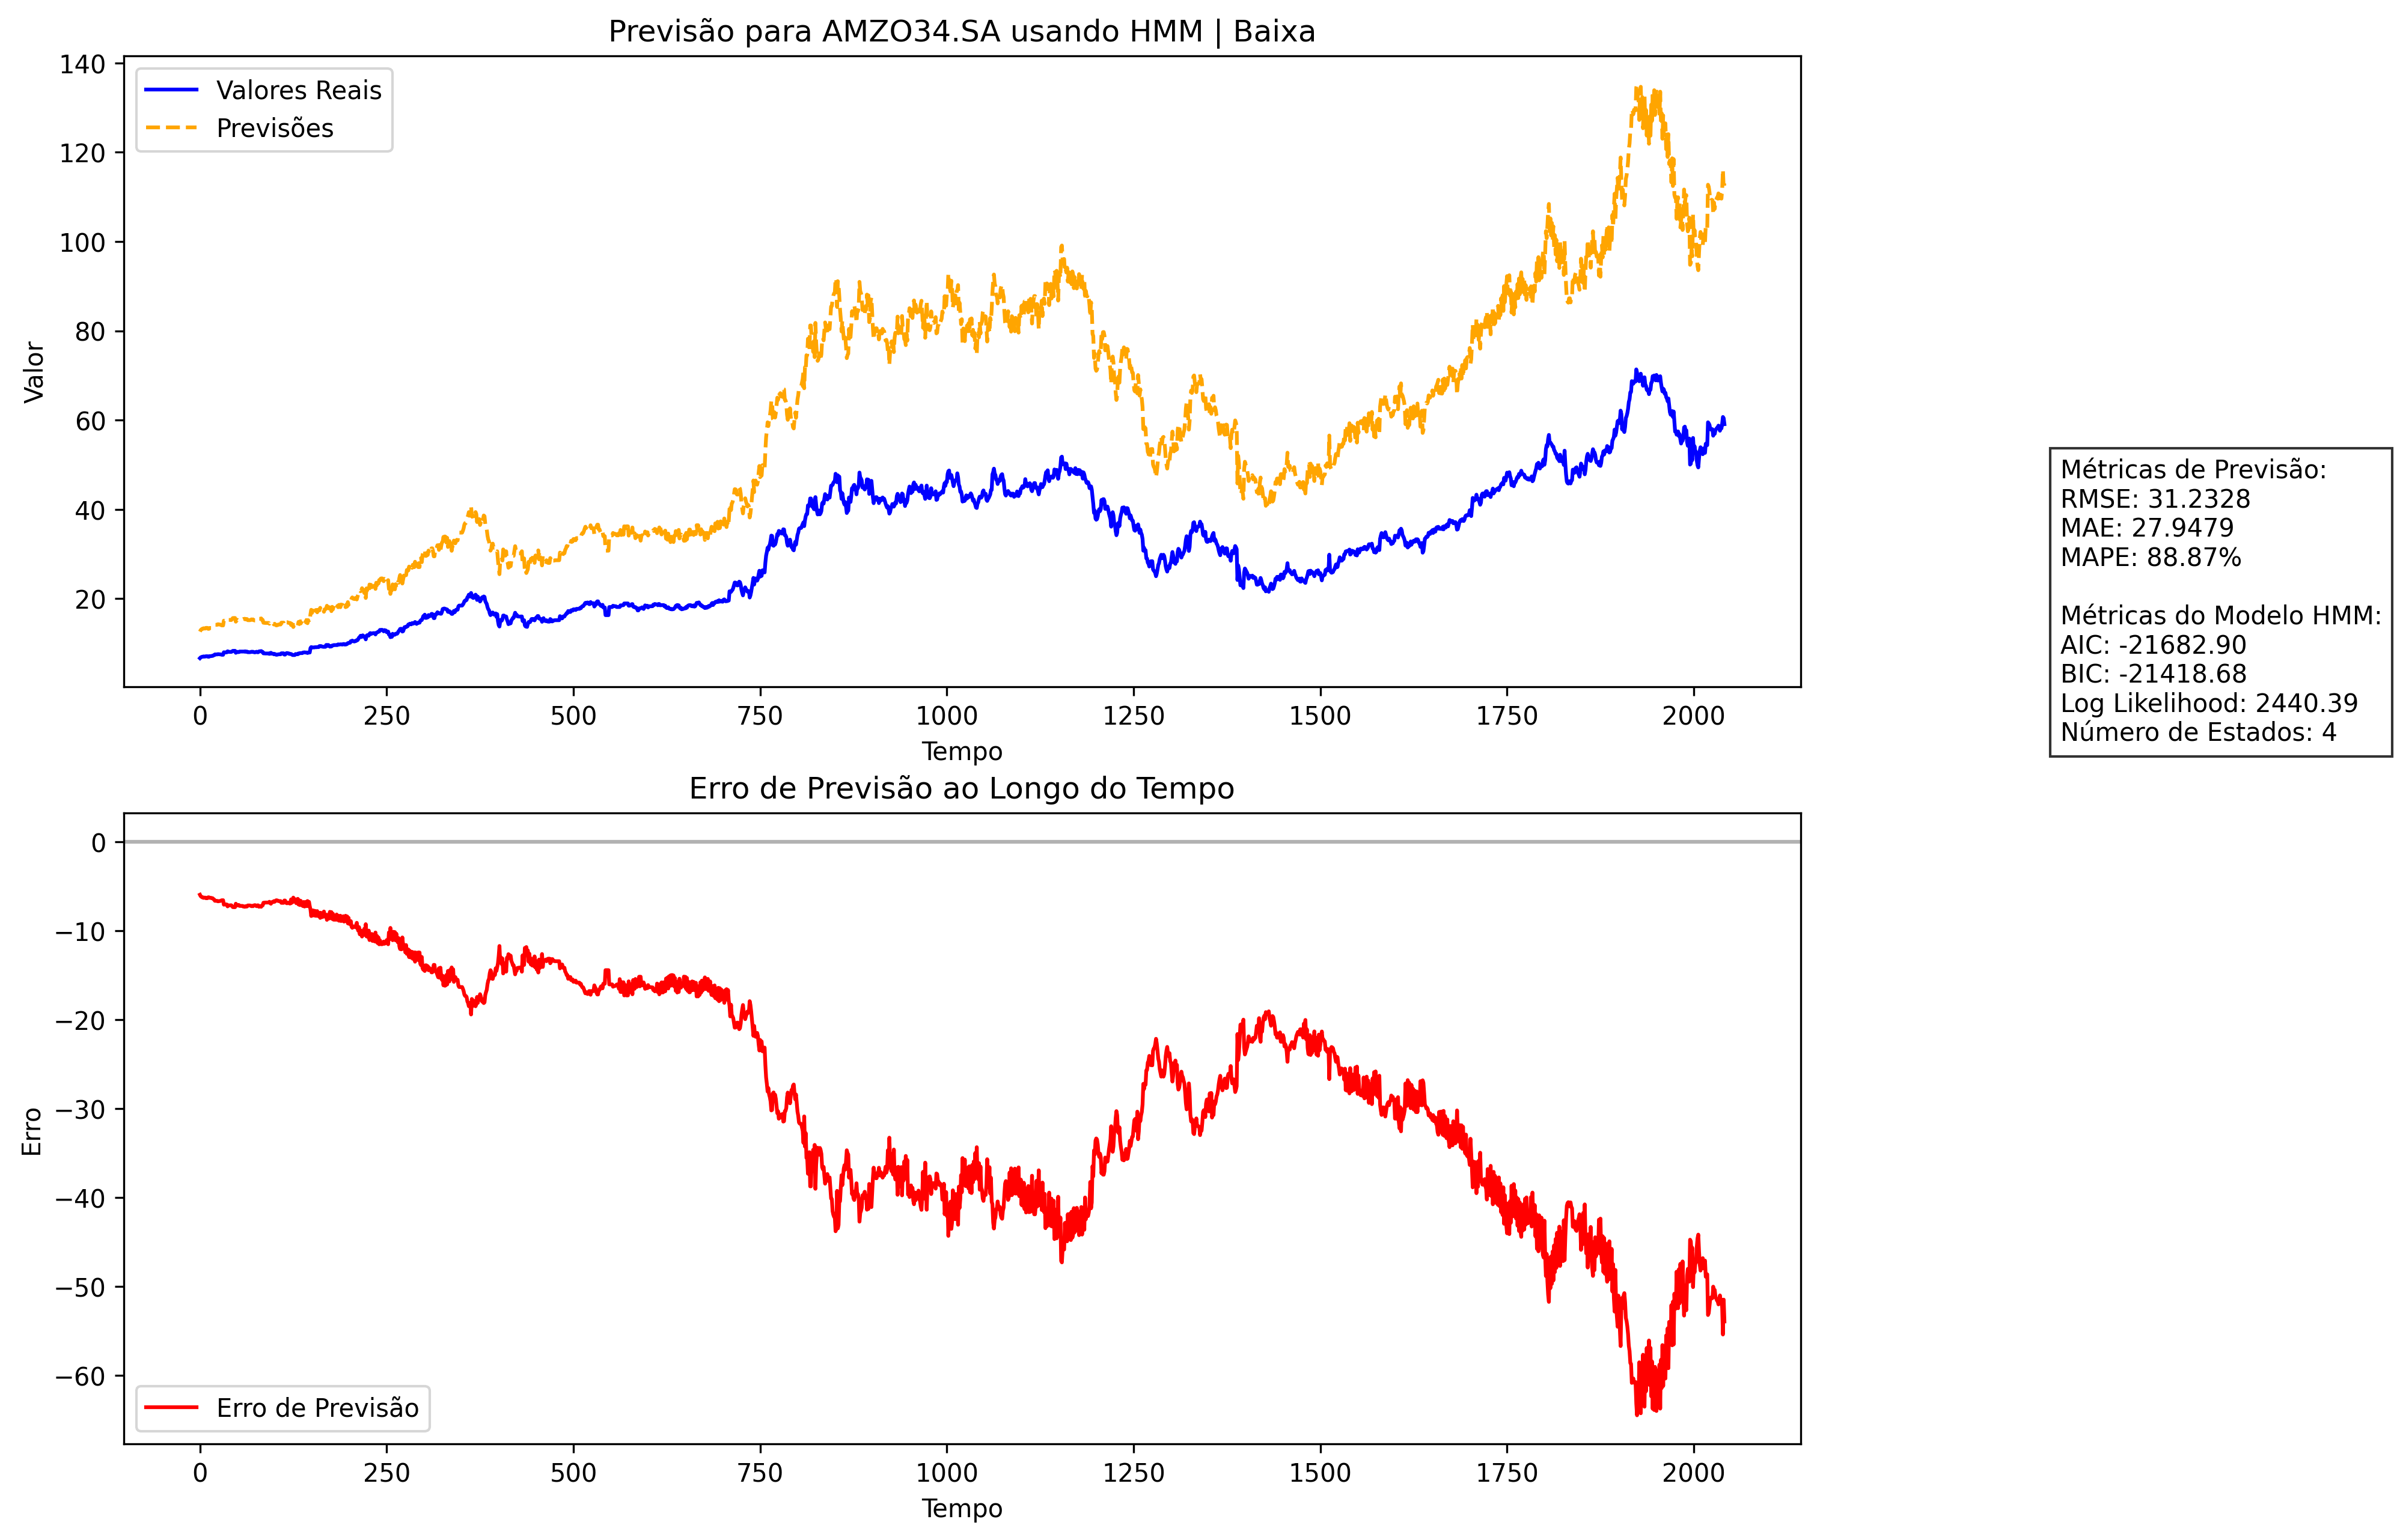 Previsão para AMZO34.SA usando HMM | Baixa
140
120
100
80
60
40
20
Valor
Valores Reais
Previsões
0 250 500 750 1000 1250 1500 1750 2000
Tempo
Métricas de Previsão:
RMSE: 31.2328
MAE: 27.9479
MAPE: 88.87%
Métricas do Modelo HMM:
AIC: -21682.90
BIC: -21418.68
Log Likelihood: 2440.39
Número de Estados: 4
Erro de Previsão ao Longo do Tempo
0
−10
−20
−30
−40
−50
−60
Erro
Erro de Previsão
0 250 500 750 1000 1250 1500 1750 2000
Tempo